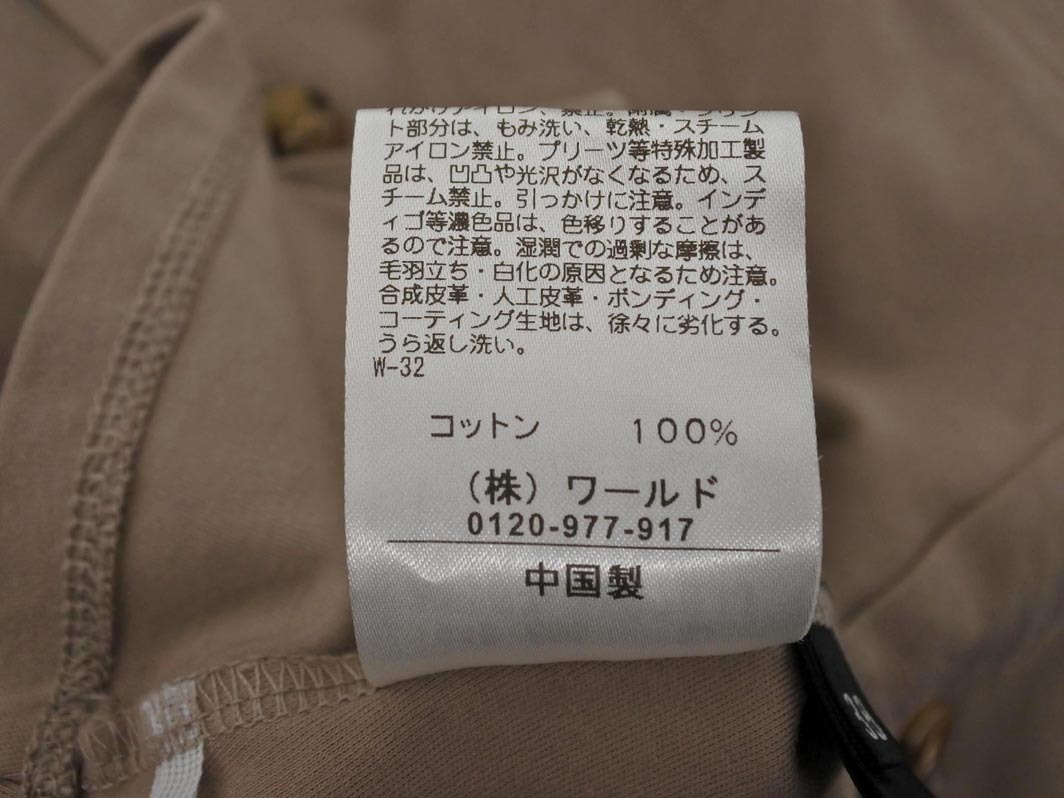 ト部分は、もみ洗い、乾熱・スチーム
アイロン禁止。プリーツ等特殊加工製
品は、凹凸や光沢がなくなるため、ス
チーム禁止。引っかけに注意。インデ
ィゴ等濃色品は、色移りすることがあ
るので注意。湿潤での過剰な摩擦は、
毛羽立ち・白化の原因となるため注意。
合成皮革・人工皮革・ボンディング・
コーティング生地は、徐々に劣化する。
うら返し洗い。
W-32
コットン 100%
(株) ワールド
0120-977-917
中国製